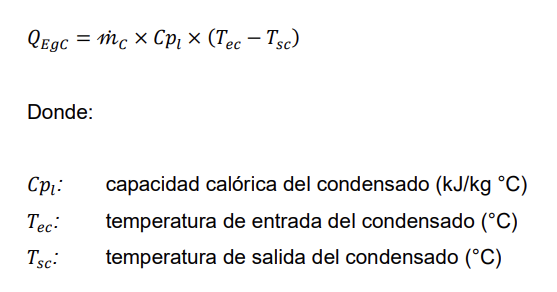 Q_EgC = ṁ_C × Cp_l × (T_ec − T_sc)
Donde:
Cp_l: capacidad calórica del condensado (kJ/kg °C)
T_ec: temperatura de entrada del condensado (°C)
T_sc: temperatura de salida del condensado (°C)